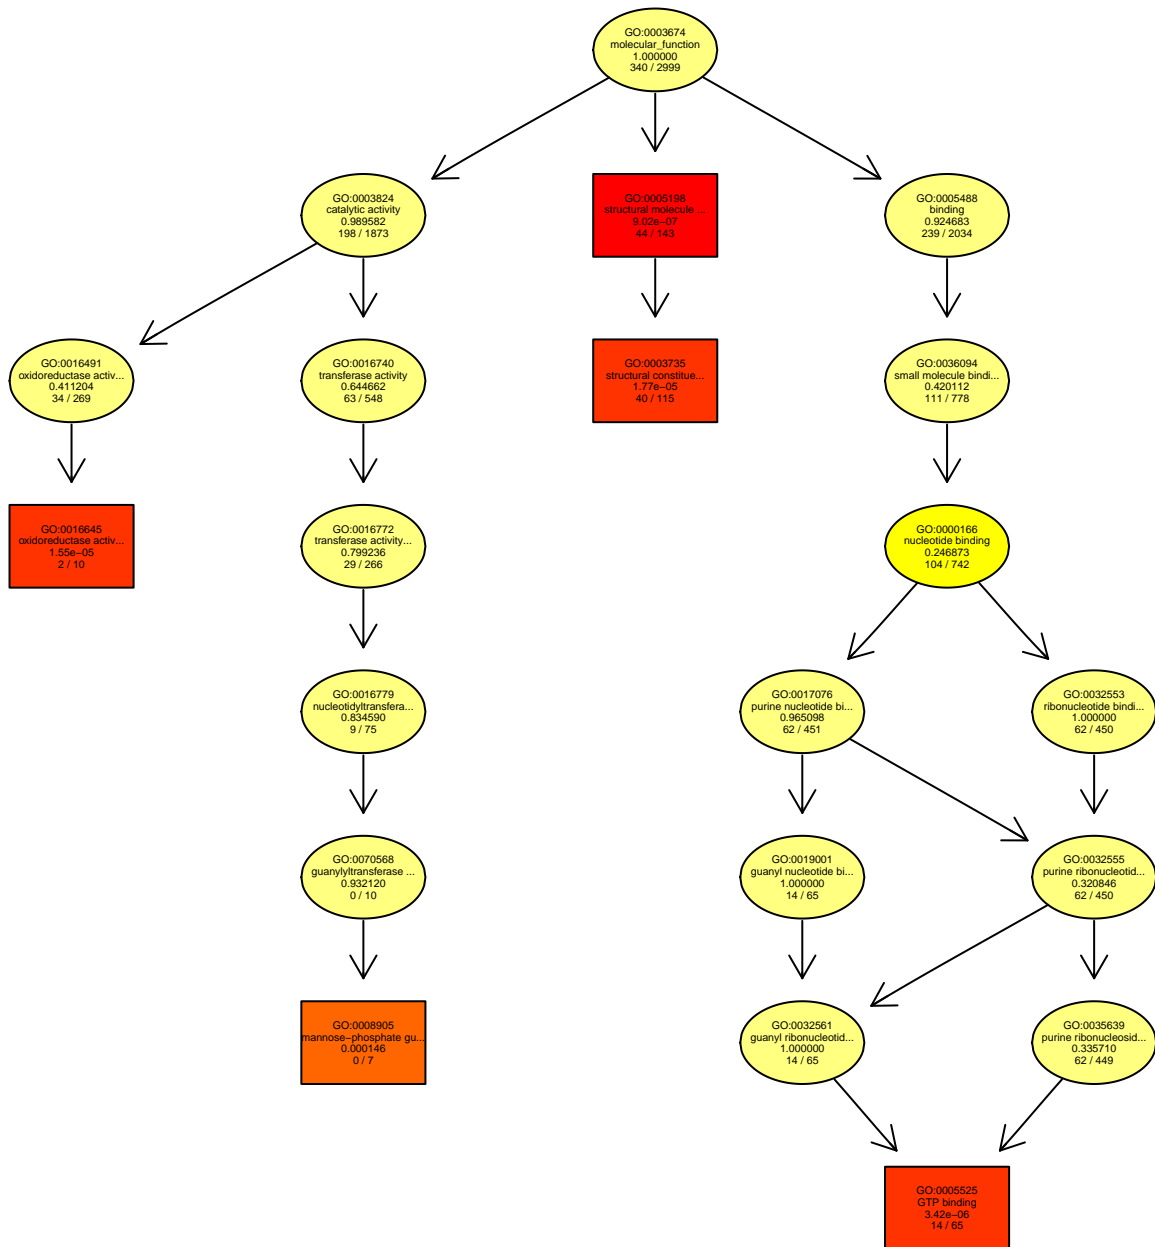 GO:0003674
molecular_function
1.000000
340 / 2999
GO:0003824
catalytic activity
0.989582
198 / 1873
GO:0005198
structural molecule ...
9.02e−07
44 / 143
GO:0005488
binding
0.924683
239 / 2034
GO:0016491
oxidoreductase activ...
0.411204
34 / 269
GO:0016740
transferase activity
0.644662
63 / 548
GO:0003735
structural constitue...
1.77e−05
40 / 115
GO:0036094
small molecule bindi...
0.420112
111 / 778
GO:0016645
oxidoreductase activ...
1.55e−05
2 / 10
GO:0016772
transferase activity...
0.799236
29 / 266
GO:0000166
nucleotide binding
0.246873
104 / 742
GO:0016779
nucleotidyltransfera...
0.834590
9 / 75
GO:0017076
purine nucleotide bi...
0.965098
62 / 451
GO:0032553
ribonucleotide bindi...
1.000000
62 / 450
GO:0070568
guanylyltransferase ...
0.932120
0 / 10
GO:0019001
guanyl nucleotide bi...
1.000000
14 / 65
GO:0032555
purine ribonucleotid...
0.320846
62 / 450
GO:0008905
mannose−phosphate gu...
0.000146
0 / 7
GO:0032561
guanyl ribonucleotid...
1.000000
14 / 65
GO:0035639
purine ribonucleosid...
0.335710
62 / 449
GO:0005525
GTP binding
3.42e−06
14 / 65